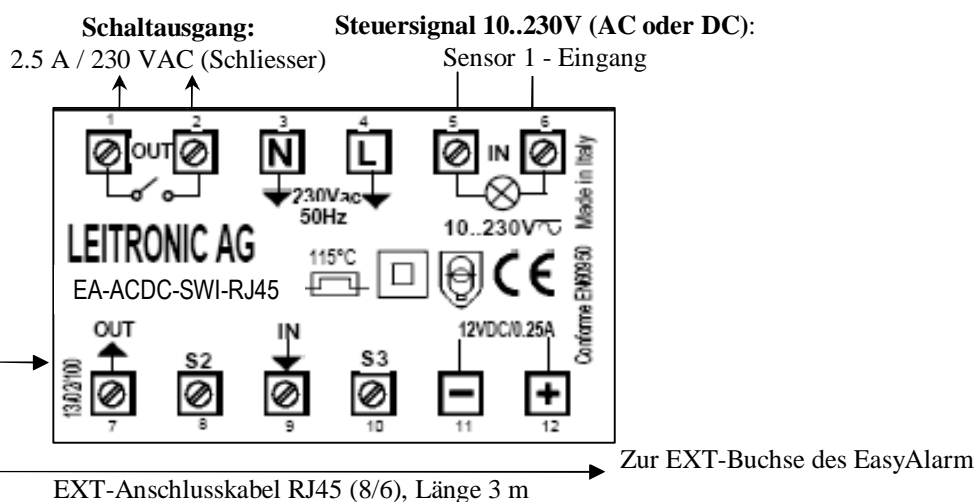 Schaltausgang:
Steuersignal 10..230V (AC oder DC):
2.5 A / 230 VAC (Schliesser)
Sensor 1 - Eingang
1 2 3 4 5 6
OUT N L IN
230Vac
50Hz
10..230V
Made in Italy
LEITRONIC AG
EA-ACDC-SWI-RJ45
115°C
CE
Conforme EN60950
OUT IN 12VDC/0.25A
S2 S3
13/02/100
- +
7 8 9 10 11 12
Zur EXT-Buchse des EasyAlarm
EXT-Anschlusskabel RJ45 (8/6), Länge 3 m